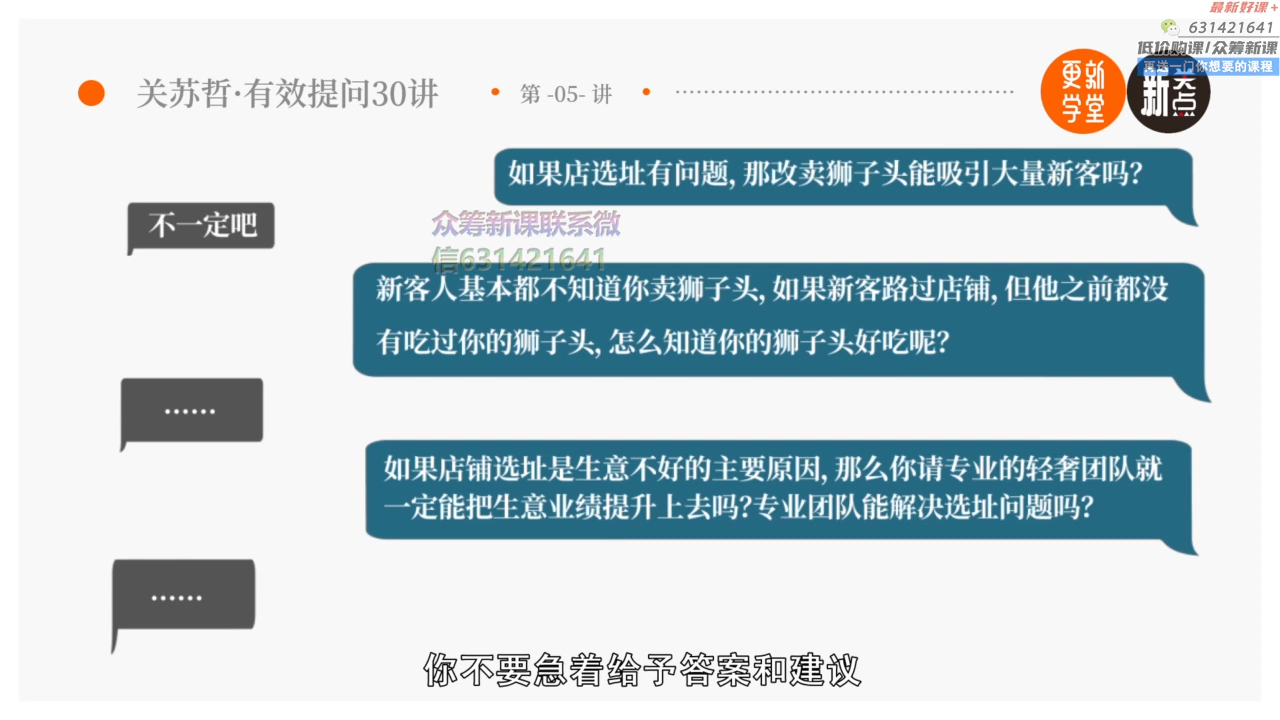 最新好课+
631421641
低价购课/众筹新课
再送一门你想要的课程
关苏哲·有效提问30讲
第 -05- 讲
更新
学堂
新
点
如果店选址有问题, 那改卖狮子头能吸引大量新客吗?
不一定吧
众筹新课联系微
信631421641
新客人基本都不知道你卖狮子头, 如果新客路过店铺, 但他之前都没
有吃过你的狮子头, 怎么知道你的狮子头好吃呢?
……
如果店铺选址是生意不好的主要原因, 那么你请专业的轻奢团队就
一定能把生意业绩提升上去吗?专业团队能解决选址问题吗?
……
你不要急着给予答案和建议